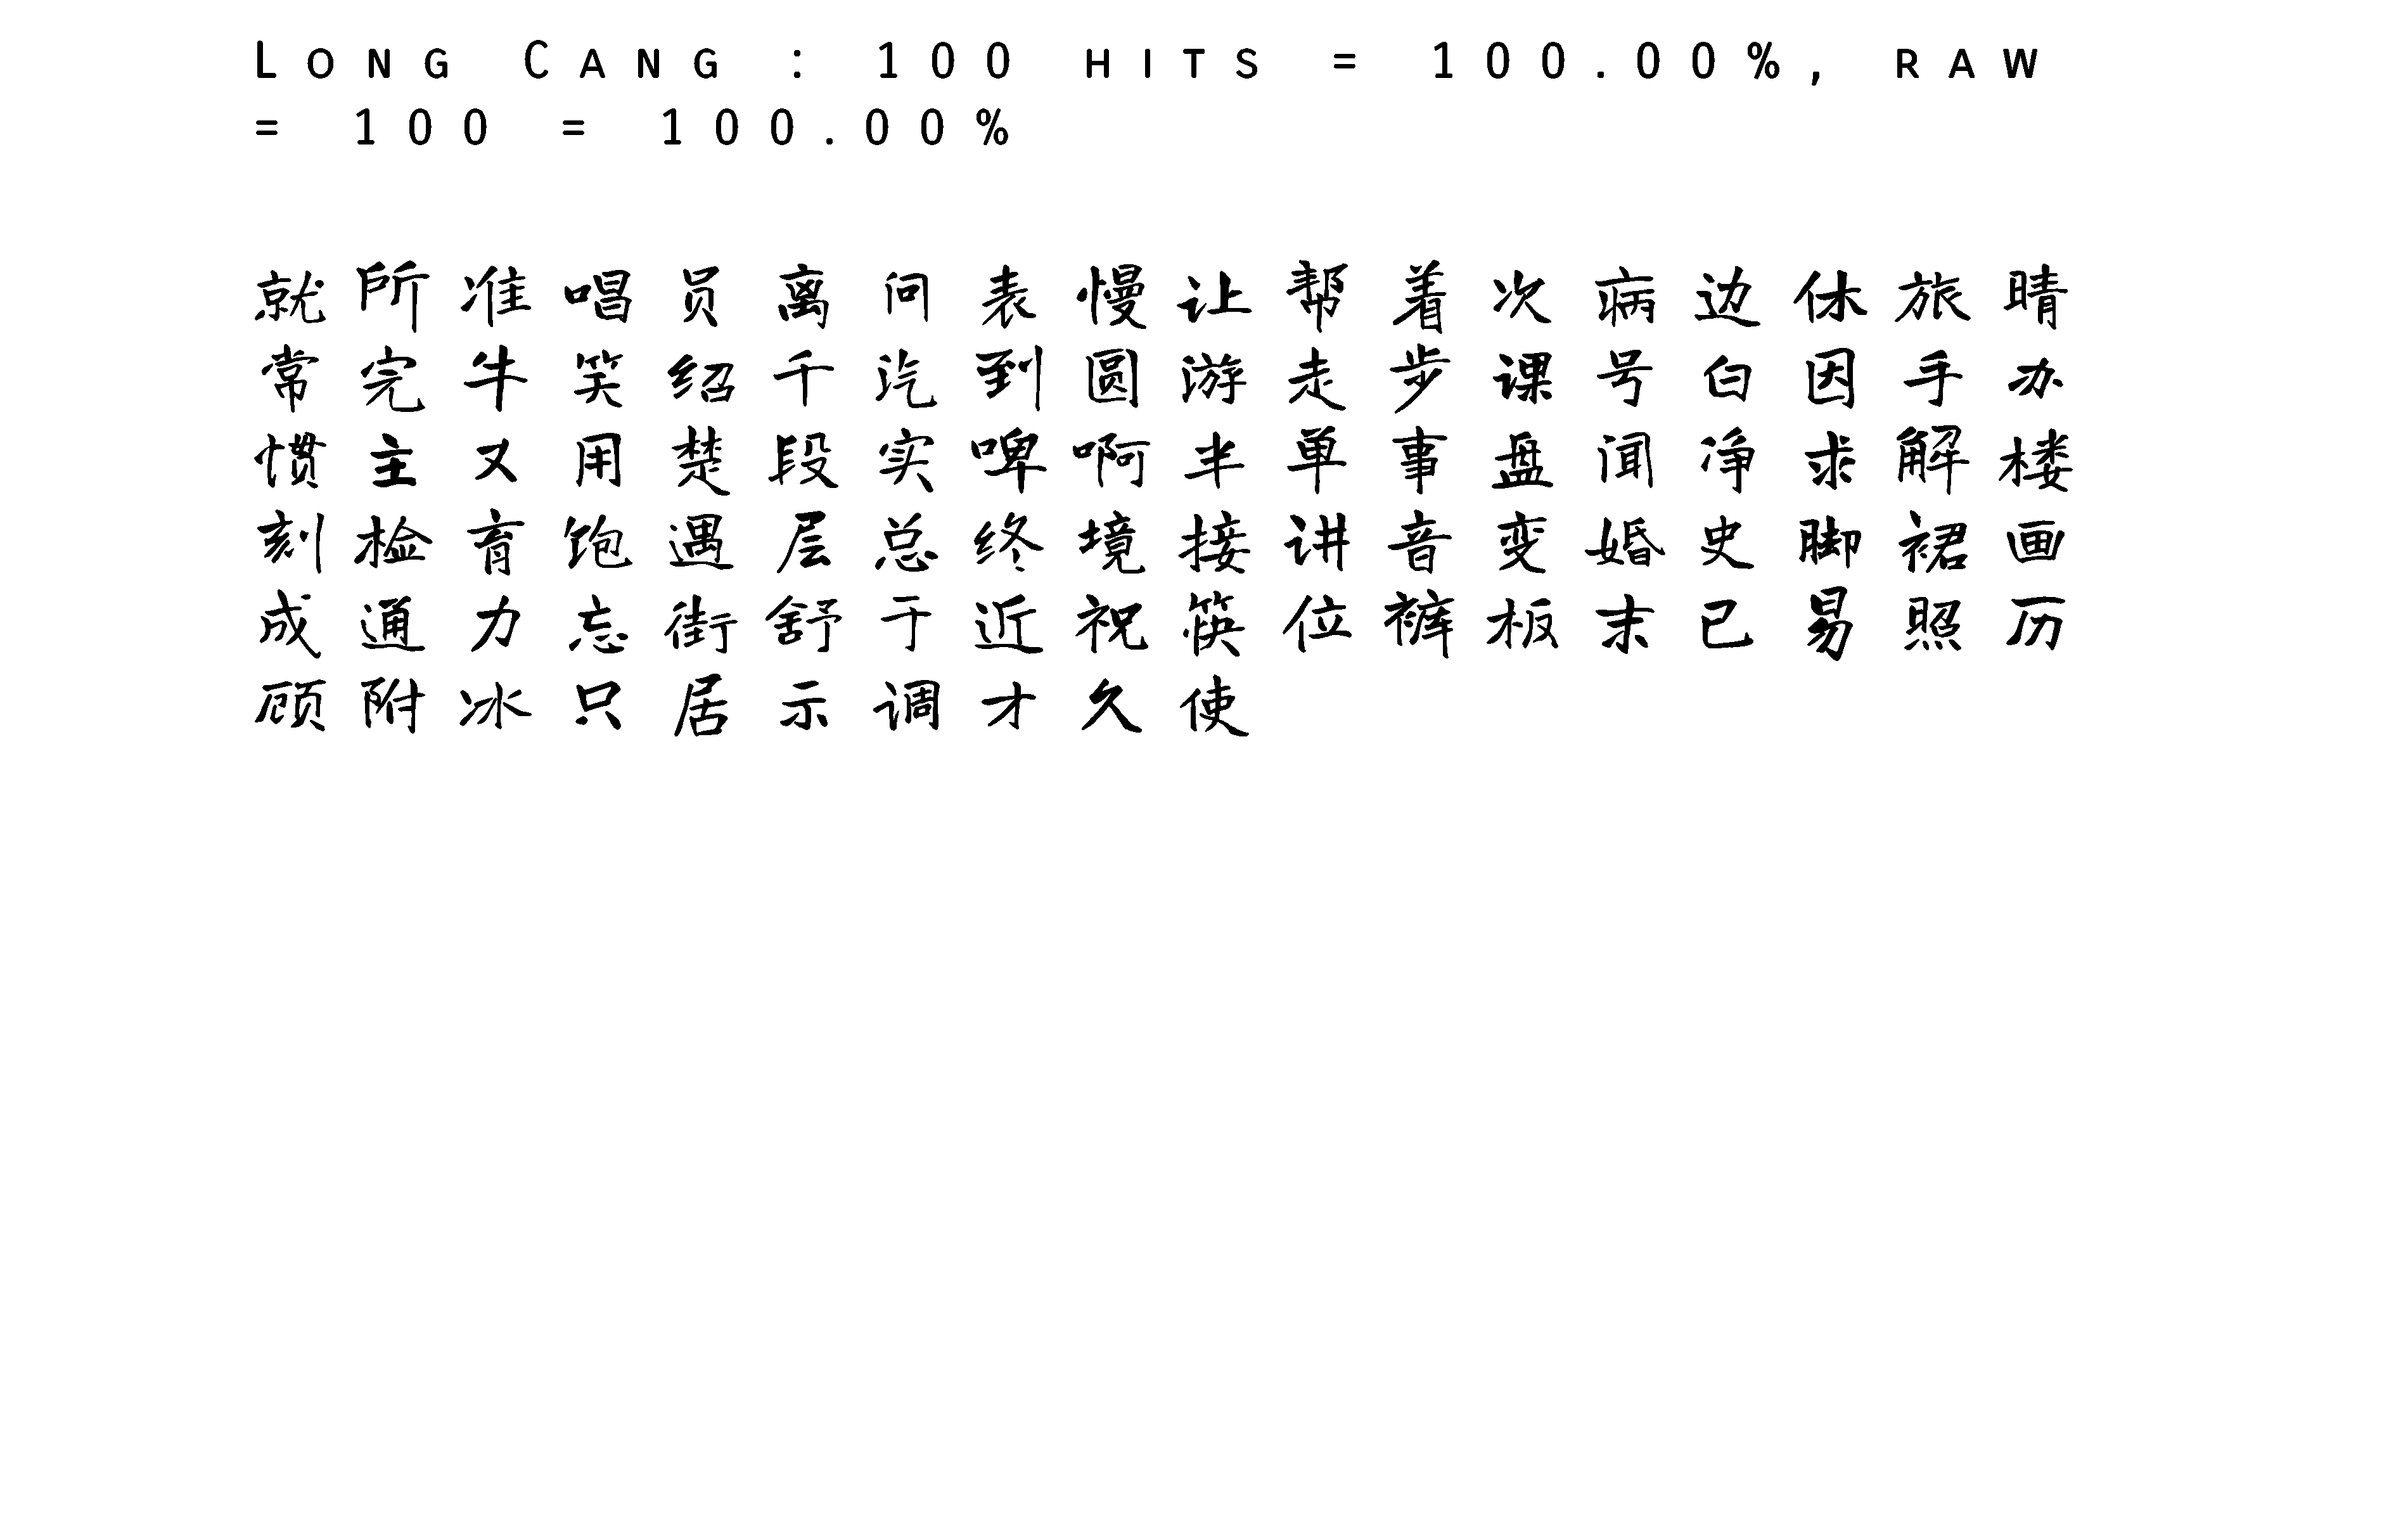 Long Cang : 100 hits = 100.00%, raw
= 100 = 100.00%
就所准唱员离问表慢让帮着次病边休旅晴
常完牛笑绍千汽到圆游走步课号白因手办
惯主又用楚段实啤啊半单事盘闻净求解楼
刻检育饱遇层总终境接讲音变婚史脚裙画
成通力忘街舒于近祝筷位裤板末已易照历
顾附冰只居示调才久使